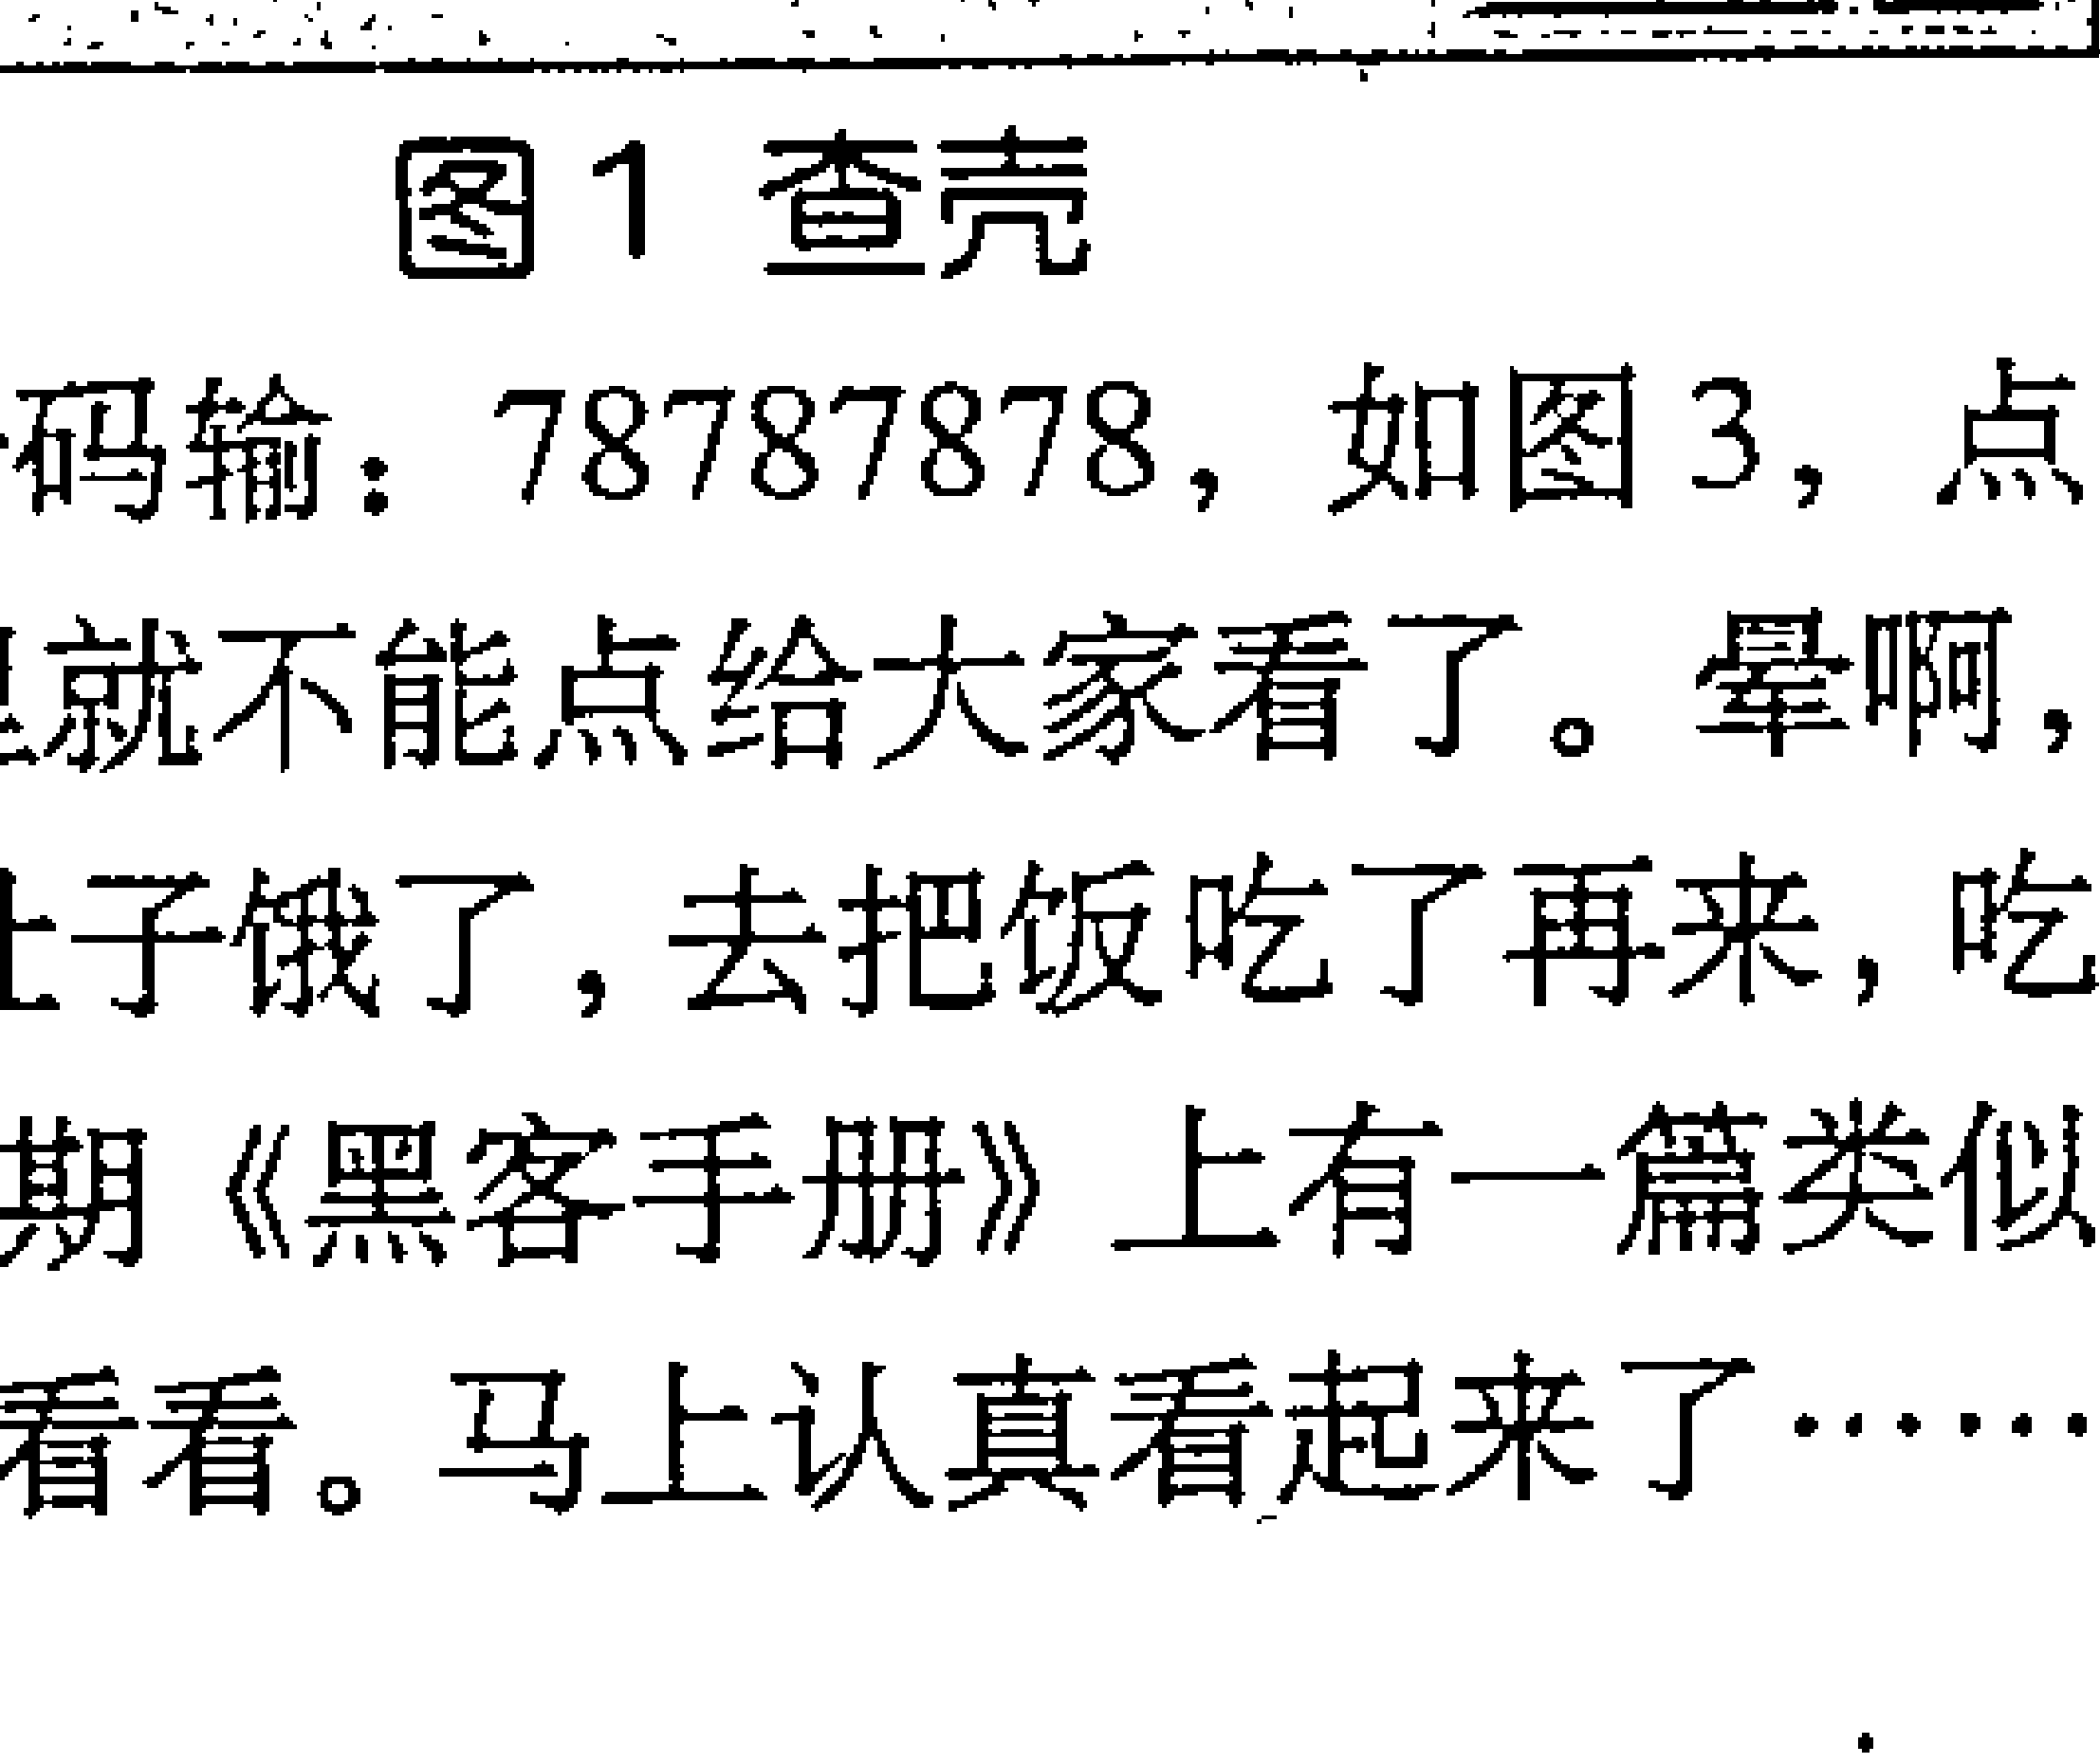 图1 查壳
码输：78787878，如图3，点
就不能点给大家看了。晕啊，
子饿了，去把饭吃了再来，吃
期《黑客手册》上有一篇类似
看看。马上认真看起来了……